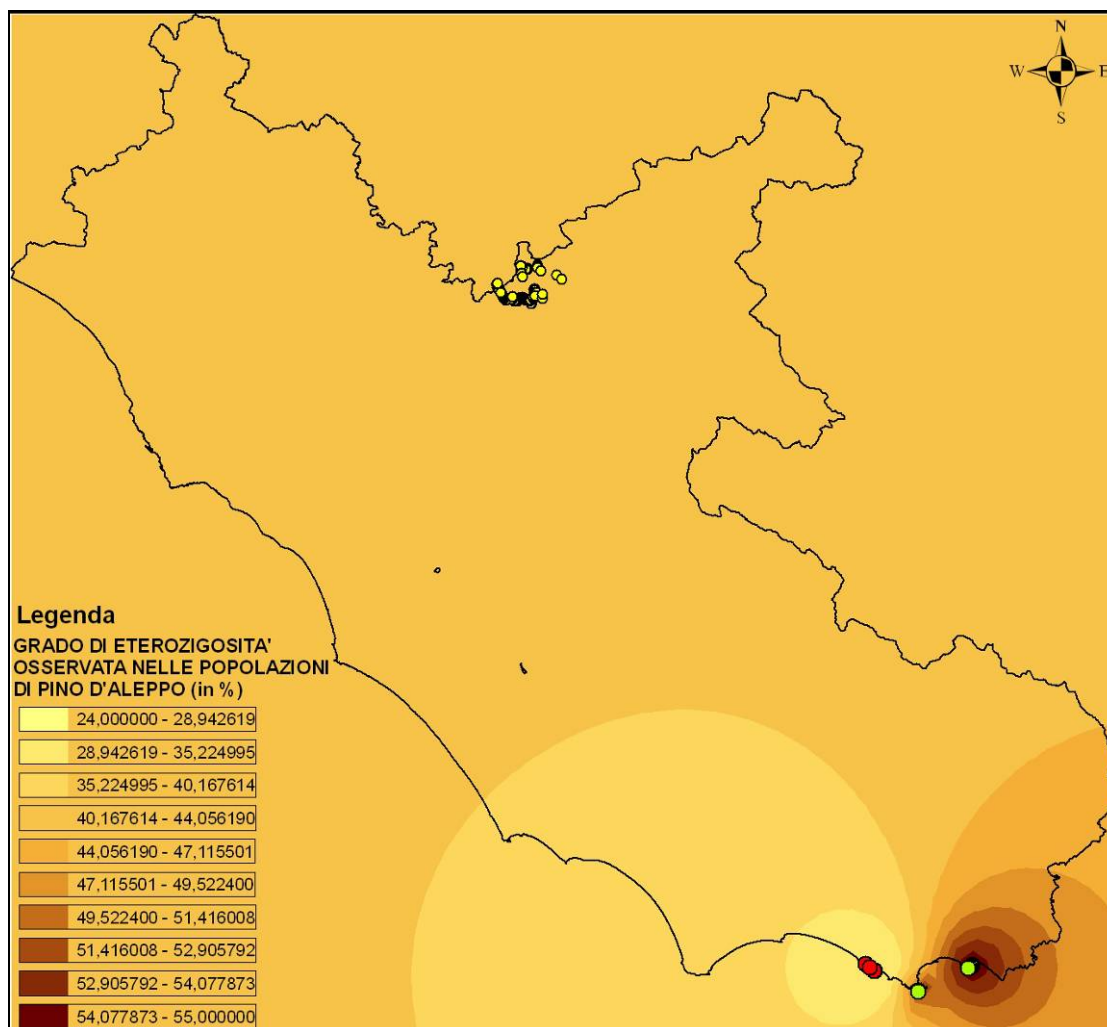 N
W E
S
Legenda
GRADO DI ETEROZIGOSITA'
OSSERVATA NELLE POPOLAZIONI
DI PINO D'ALEPPO (in %)
24,000000 - 28,942619
28,942619 - 35,224995
35,224995 - 40,167614
40,167614 - 44,056190
44,056190 - 47,115501
47,115501 - 49,522400
49,522400 - 51,416008
51,416008 - 52,905792
52,905792 - 54,077873
54,077873 - 55,000000